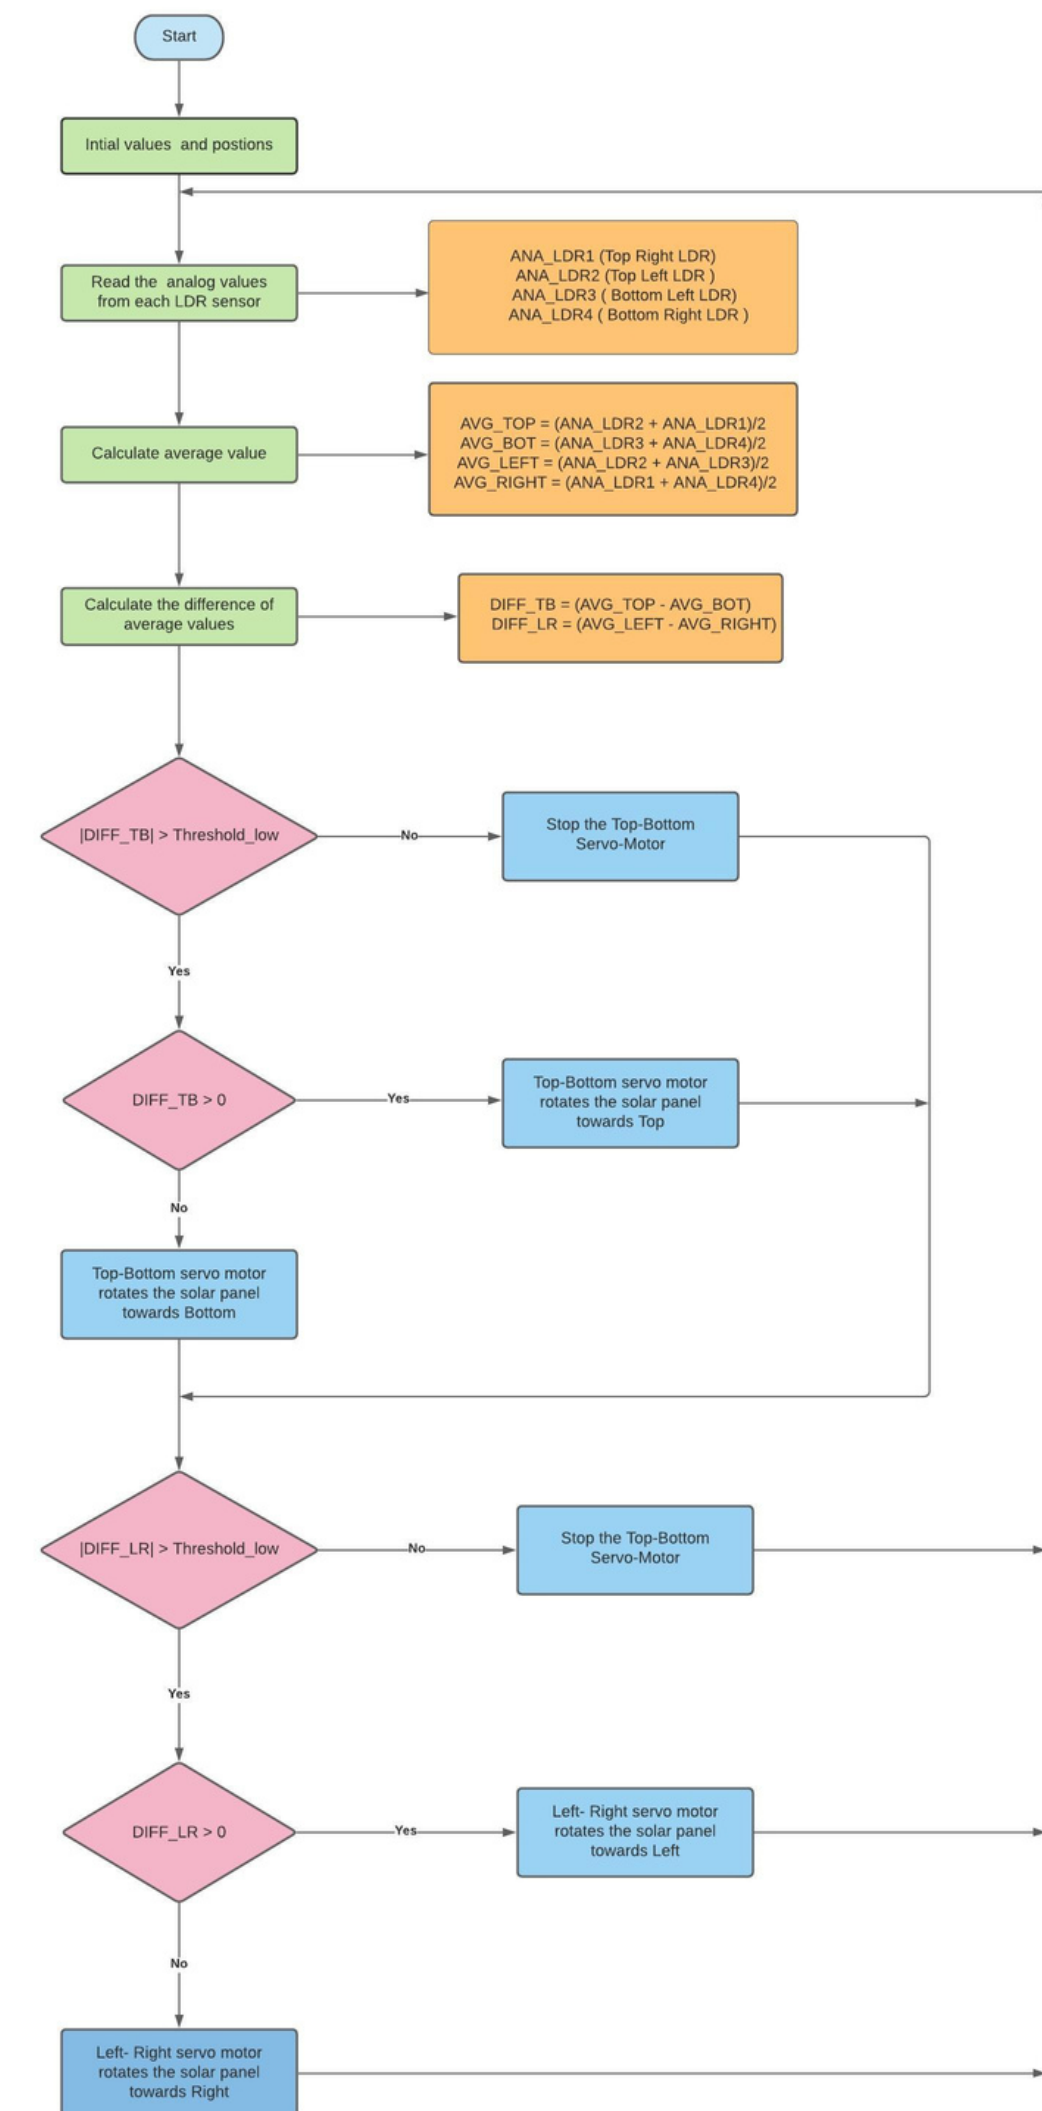 Start
Intial values  and postions
Read the  analog values
from each LDR sensor
ANA_LDR1 (Top Right LDR)
ANA_LDR2 (Top Left LDR )
ANA_LDR3 ( Bottom Left LDR)
ANA_LDR4 ( Bottom Right LDR )
Calculate average value
AVG_TOP = (ANA_LDR2 + ANA_LDR1)/2
AVG_BOT = (ANA_LDR3 + ANA_LDR4)/2
AVG_LEFT = (ANA_LDR2 + ANA_LDR3)/2
AVG_RIGHT = (ANA_LDR1 + ANA_LDR4)/2
Calculate the difference of
average values
DIFF_TB = (AVG_TOP - AVG_BOT)
DIFF_LR = (AVG_LEFT - AVG_RIGHT)
|DIFF_TB| > Threshold_low
No
Stop the Top-Bottom
Servo-Motor
Yes
DIFF_TB > 0
Yes
Top-Bottom servo motor
rotates the solar panel
towards Top
No
Top-Bottom servo motor
rotates the solar panel
towards Bottom
|DIFF_LR| > Threshold_low
No
Stop the Top-Bottom
Servo-Motor
Yes
DIFF_LR > 0
Yes
Left- Right servo motor
rotates the solar panel
towards Left
No
Left- Right servo motor
rotates the solar panel
towards Right